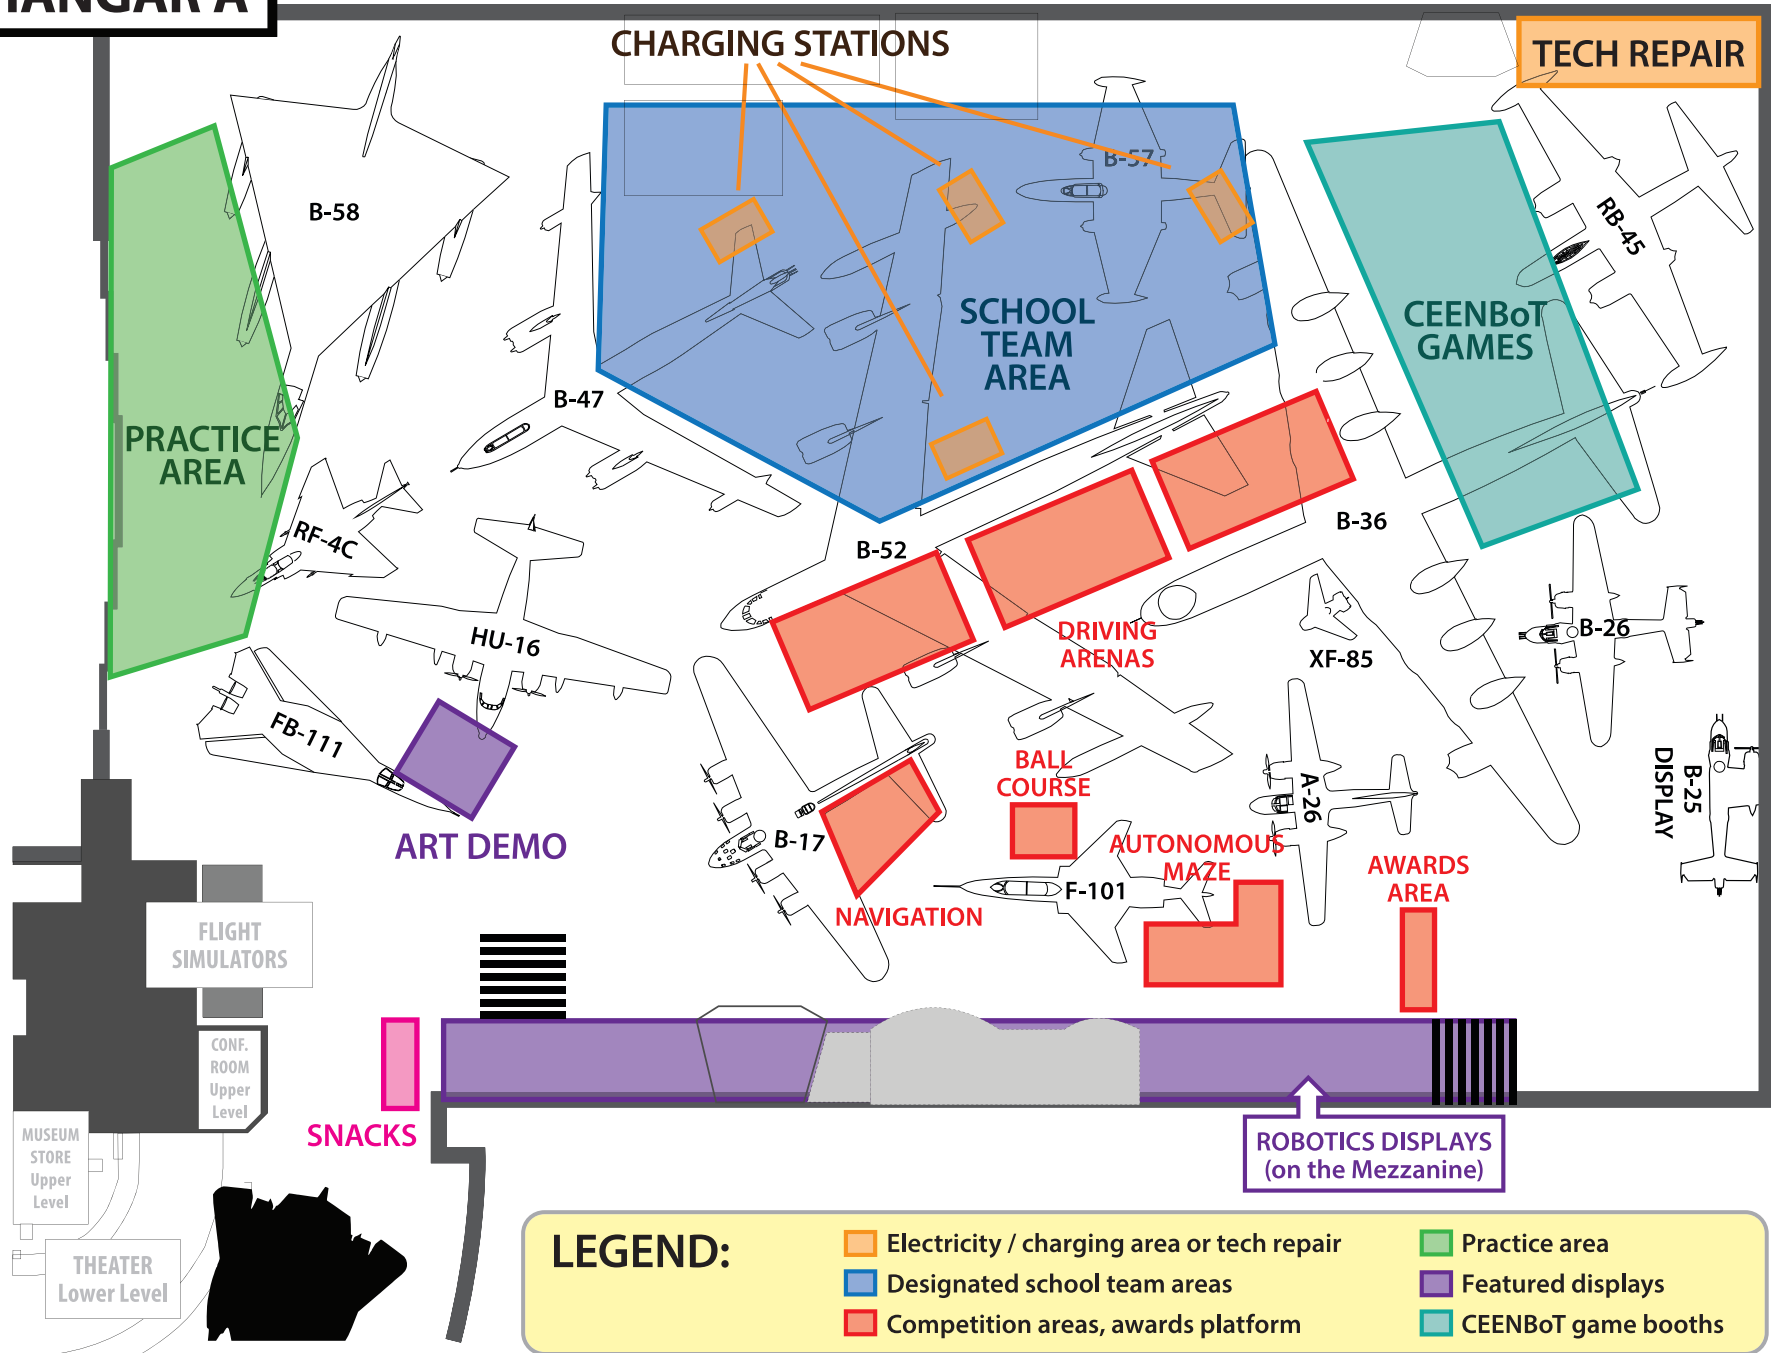 HANGAR A
CHARGING STATIONS
TECH REPAIR
B-57
B-58
RB-45
SCHOOL
TEAM
AREA
CEENBoT
GAMES
B-47
PRACTICE
AREA
B-36
RF-4C
B-52
HU-16
DRIVING
ARENAS
B-26
XF-85
FB-111
BALL
COURSE
A-26
B-25
DISPLAY
ART DEMO
B-17
AUTONOMOUS
MAZE
AWARDS
AREA
F-101
NAVIGATION
FLIGHT
SIMULATORS
CONF.
ROOM
Upper
Level
SNACKS
MUSEUM
STORE
Upper
Level
ROBOTICS DISPLAYS
(on the Mezzanine)
THEATER
Lower Level
LEGEND:
Electricity / charging area or tech repair
Designated school team areas
Competition areas, awards platform
Practice area
Featured displays
CEENBoT game booths